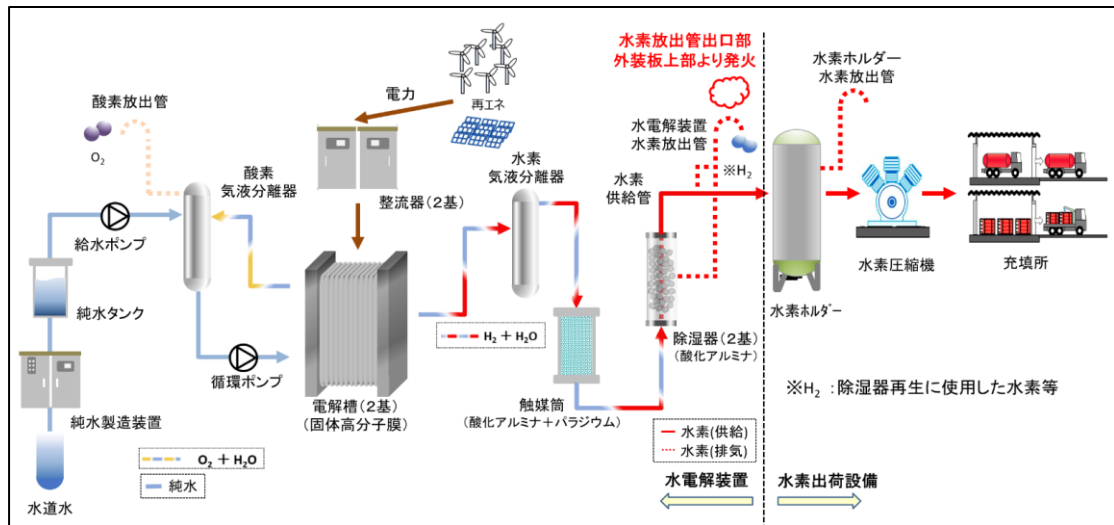 水素放出管出口部
外装板上部より発火
水素ホルダー
水素放出管
酸素放出管
O₂
電力
再エネ
水電解装置
水素放出管
※H₂
酸素
気液分離器
水素
気液分離器
水素
供給管
整流器(2基)
給水ポンプ
水素圧縮機
充填所
純水タンク
水素ホルダー
H₂ + H₂O
除湿器(2基)
(酸化アルミナ)
循環ポンプ
※H₂ :除湿器再生に使用した水素等
電解槽(2基)
(固体高分子膜)
触媒筒
(酸化アルミナ+パラジウム)
純水製造装置
水素(供給)
水素(排気)
O₂ + H₂O
純水
水道水
水電解装置
水素出荷設備